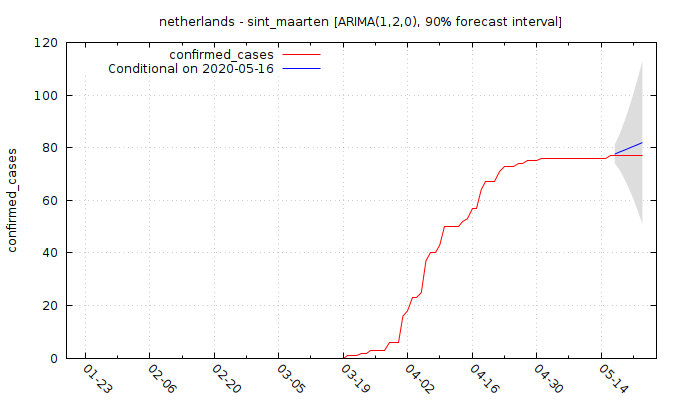 netherlands - sint_maarten [ARIMA(1,2,0), 90% forecast interval]
confirmed_cases
Conditional on 2020-05-16
120
100
80
60
40
20
0
confirmed_cases
01-23 02-06 02-20 03-05 03-19 04-02 04-16 04-30 05-14